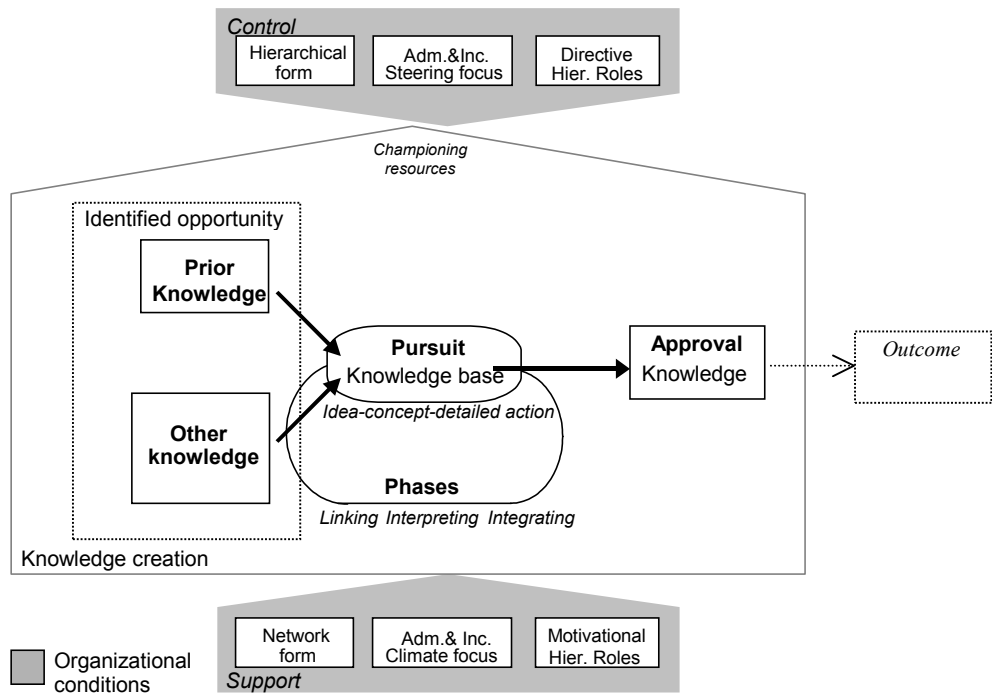 Control
Hierarchical
form
Adm.&Inc.
Steering focus
Directive
Hier. Roles
Championing
resources
Identified opportunity
Prior
Knowledge
Other
knowledge
Pursuit
Knowledge base
Idea-concept-detailed action
Phases
Linking Interpreting Integrating
Approval
Knowledge
Outcome
Knowledge creation
Network
form
Adm.& Inc.
Climate focus
Motivational
Hier. Roles
Support
Organizational
conditions